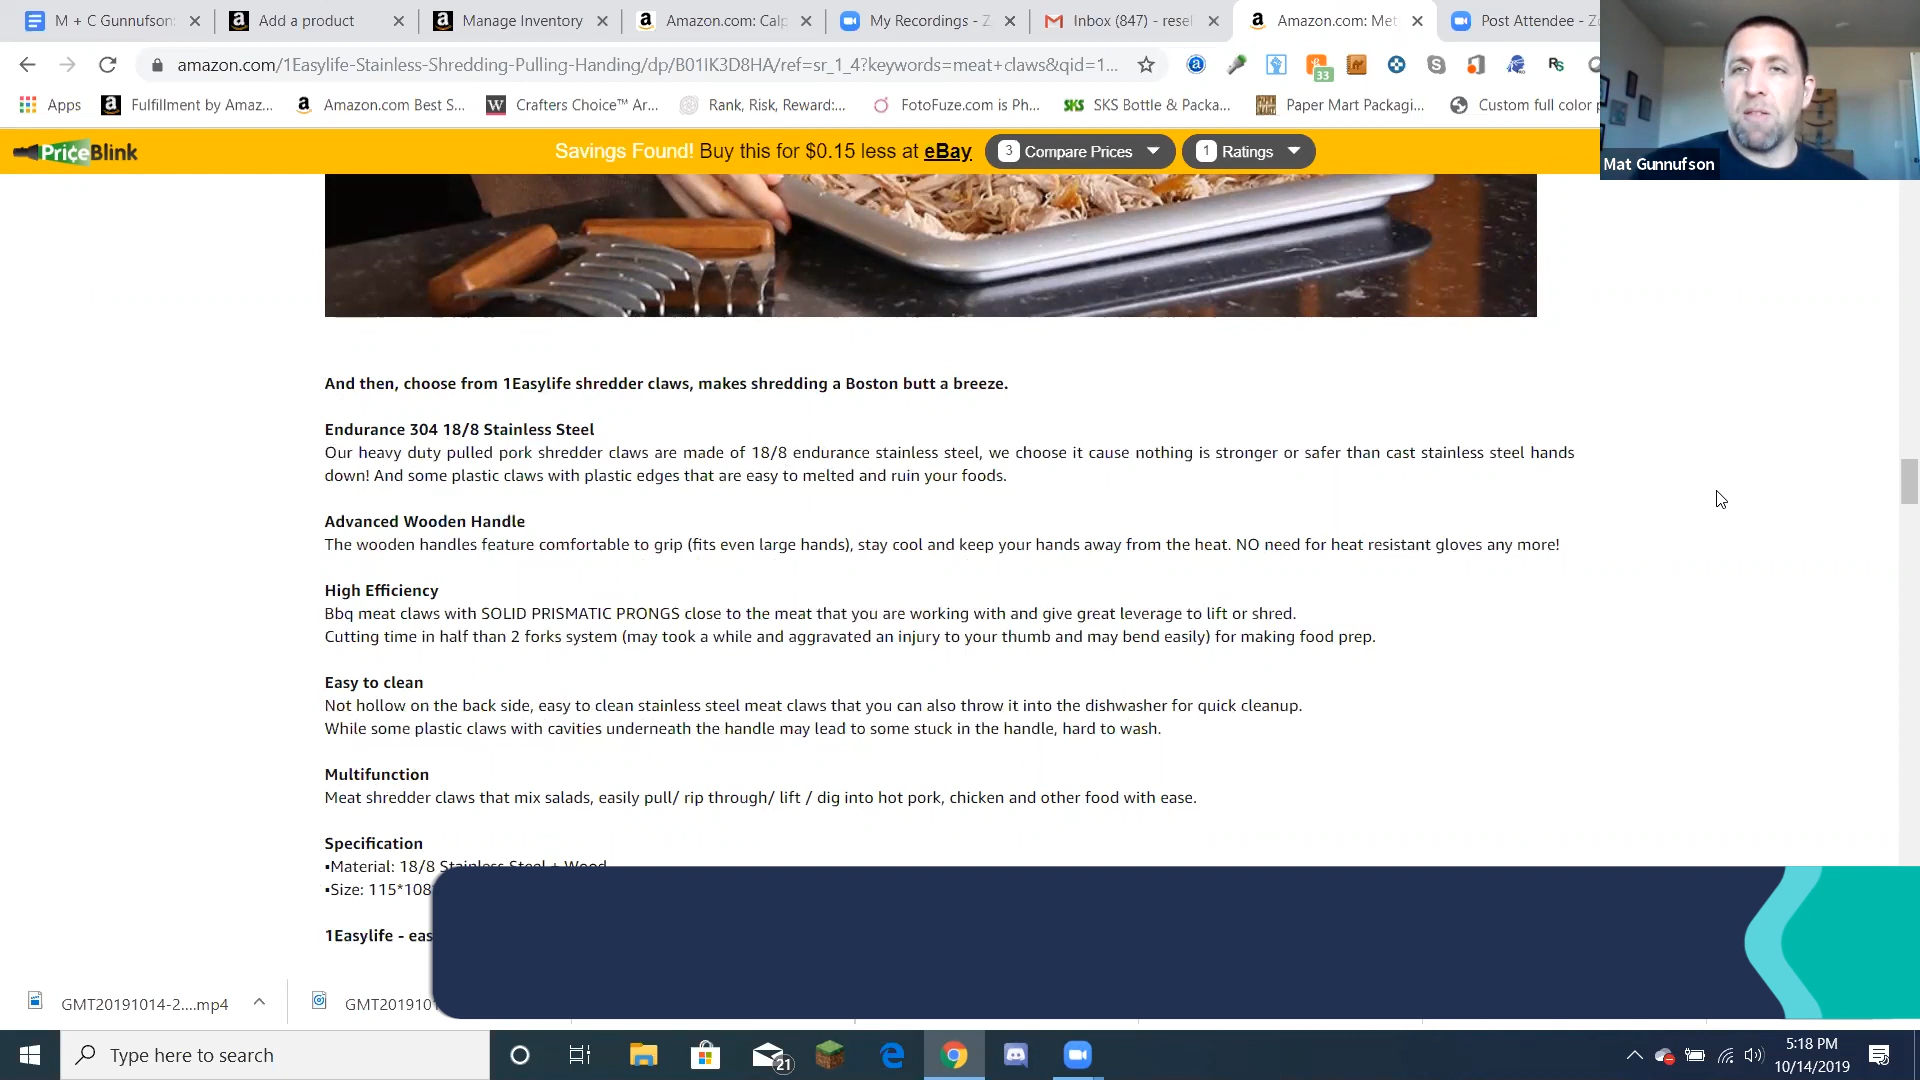 M + C Gunnufson:
Add a product
Manage Inventory
Amazon.com: Calp
My Recordings - Z
Inbox (847) - resel
Amazon.com: Met
Post Attendee - Zo
amazon.com/1Easylife-Stainless-Shredding-Pulling-Handing/dp/B01IK3D8HA/ref=sr_1_4?keywords=meat+claws&qid=1...
33
Apps
Fulfillment by Amaz...
Amazon.com Best S...
Crafters Choice™ Ar...
Rank, Risk, Reward:...
FotoFuze.com is Ph...
SKS Bottle & Packa...
Paper Mart Packagi...
Custom full color p
PriceBlink
Savings Found! Buy this for $0.15 less at eBay
3 Compare Prices
1 Ratings
Mat Gunnufson
And then, choose from 1Easylife shredder claws, makes shredding a Boston butt a breeze.
Endurance 304 18/8 Stainless Steel
Our heavy duty pulled pork shredder claws are made of 18/8 endurance stainless steel, we choose it cause nothing is stronger or safer than cast stainless steel hands
down! And some plastic claws with plastic edges that are easy to melted and ruin your foods.
Advanced Wooden Handle
The wooden handles feature comfortable to grip (fits even large hands), stay cool and keep your hands away from the heat. NO need for heat resistant gloves any more!
High Efficiency
Bbq meat claws with SOLID PRISMATIC PRONGS close to the meat that you are working with and give great leverage to lift or shred.
Cutting time in half than 2 forks system (may took a while and aggravated an injury to your thumb and may bend easily) for making food prep.
Easy to clean
Not hollow on the back side, easy to clean stainless steel meat claws that you can also throw it into the dishwasher for quick cleanup.
While some plastic claws with cavities underneath the handle may lead to some stuck in the handle, hard to wash.
Multifunction
Meat shredder claws that mix salads, easily pull/ rip through/ lift / dig into hot pork, chicken and other food with ease.
Specification
▪Material: 18/8 Stainless Steel + Wood
▪Size: 115*108
1Easylife - eas
GMT20191014-2....mp4
GMT201910
Type here to search
21
5:18 PM
10/14/2019